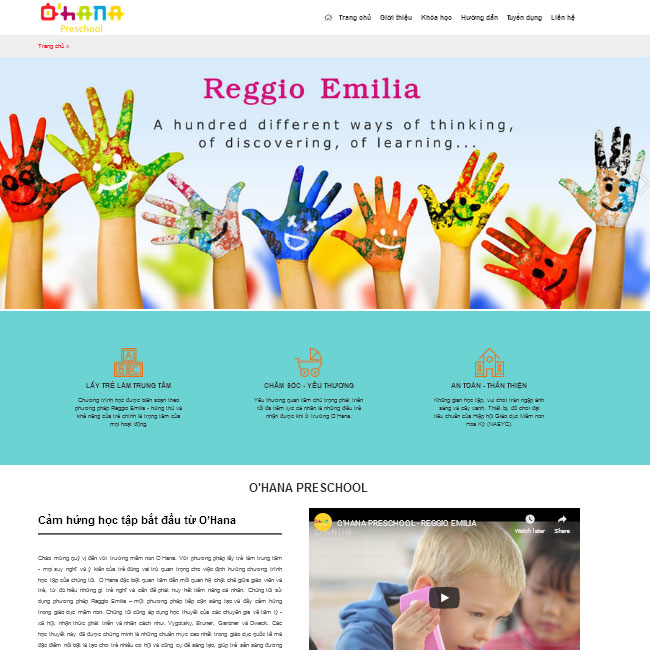 O'HANA
Preschool
Trang chủ Giới thiệu Khóa học Hướng dẫn Tuyển dụng Liên hệ
Trang chủ »
Reggio Emilia
A hundred different ways of thinking,
of discovering, of learning...
A
B C
LẤY TRẺ LÀM TRUNG TÂM
Chương trình học được biên soạn theo
phương pháp Reggio Emilia - hứng thú và
khả năng của trẻ chính là trọng tâm của
mọi hoạt động.
CHĂM SÓC - YÊU THƯƠNG
Yêu thương quan tâm chú trọng phát triển
tối đa tiềm lực cá nhân là những điều trẻ
nhận được khi ở trường O'Hana.
AN TOÀN - THÂN THIỆN
Không gian học tập, vui chơi tràn ngập ánh
sáng và cây xanh. Thiết bị, đồ chơi đạt
tiêu chuẩn của Hiệp hội Giáo dục Mầm non
Hoa Kỳ (NAEYC).
O'HANA PRESCHOOL
Cảm hứng học tập bắt đầu từ O'Hana
Chào mừng quý vị đến với trường mầm non O'Hana. Với phương pháp lấy trẻ làm trung tâm
- mọi suy nghĩ và ý kiến của trẻ đóng vai trò quan trọng cho việc định hướng chương trình
học tập của chúng tôi. O'Hana đặc biệt quan tâm đến mối quan hệ chặt chẽ giữa giáo viên và
trẻ, từ đó hiểu những gì trẻ nghĩ và cần để phát huy hết tiềm năng cá nhân. Chúng tôi sử
dụng phương pháp Reggio Emilia – một phương pháp tiếp cận sáng tạo và đầy cảm hứng
trong giáo dục mầm non. Chúng tôi cũng áp dụng học thuyết của các chuyên gia về tâm lý -
xã hội, nhận thức phát triển và nhân cách như: Vygotsky, Bruner, Gardner và Dweck. Các
học thuyết này đã được chứng minh là những chuẩn mực cao nhất trong giáo dục quốc tế mà
đặc điểm nổi bật là tạo cho trẻ nhiều cơ hội và công cụ để sáng tạo, giúp trẻ sẵn sàng đương
O'HANA PRESCHOOL - REGGIO EMILIA
Watch later Share